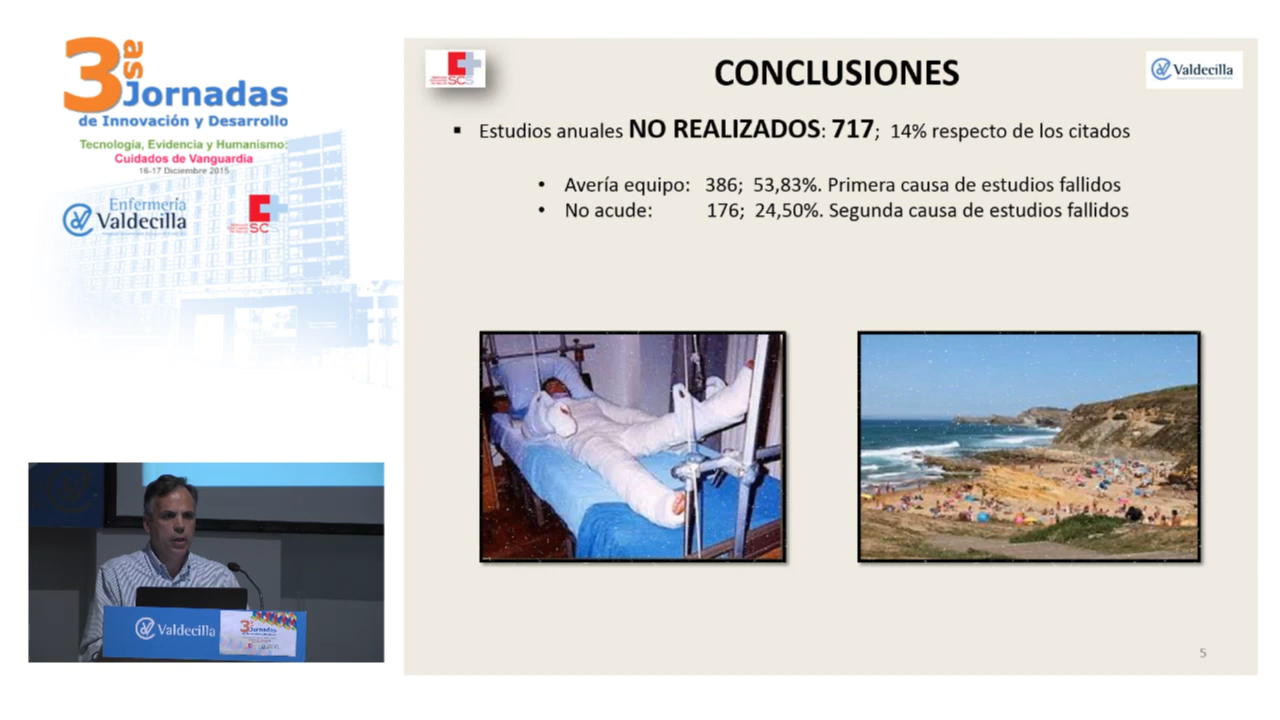 3as Jornadas
de Innovación y Desarrollo
Tecnología, Evidencia y Humanismo:
Cuidados de Vanguardia
16-17 Diciembre 2015
Enfermería
Valdecilla
SC
SCS
CONCLUSIONES
Valdecilla
▪ Estudios anuales NO REALIZADOS: 717; 14% respecto de los citados
• Avería equipo: 386; 53,83%. Primera causa de estudios fallidos
• No acude: 176; 24,50%. Segunda causa de estudios fallidos
Valdecilla
3as Jornadas
5